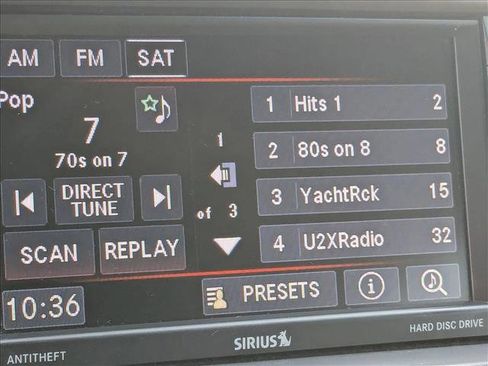 AM FM SAT
Pop
7
70s on 7
DIRECT
TUNE
SCAN REPLAY
1
of 3
1 Hits 1 2
2 80s on 8 8
3 YachtRck 15
4 U2XRadio 32
10:36 PRESETS
SIRIUS
HARD DISC DRIVE
ANTITHEFT